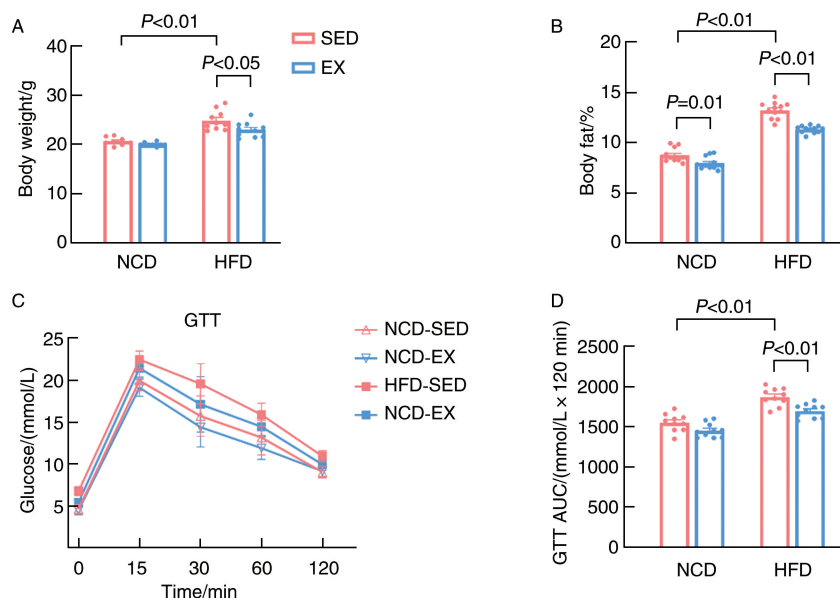 A
P<0.01
SED
EX
P<0.05
Body weight/g
40
30
20
10
0
NCD
HFD
B
P<0.01
P<0.01
P=0.01
Body fat/%
20
15
10
5
0
NCD
HFD
C
GTT
Glucose/(mmol/L)
25
20
15
10
5
0
15
30
60
120
Time/min
NCD-SED
NCD-EX
HFD-SED
NCD-EX
D
P<0.01
P<0.01
GTT AUC/(mmol/L × 120 min)
2500
2000
1500
1000
500
0
NCD
HFD